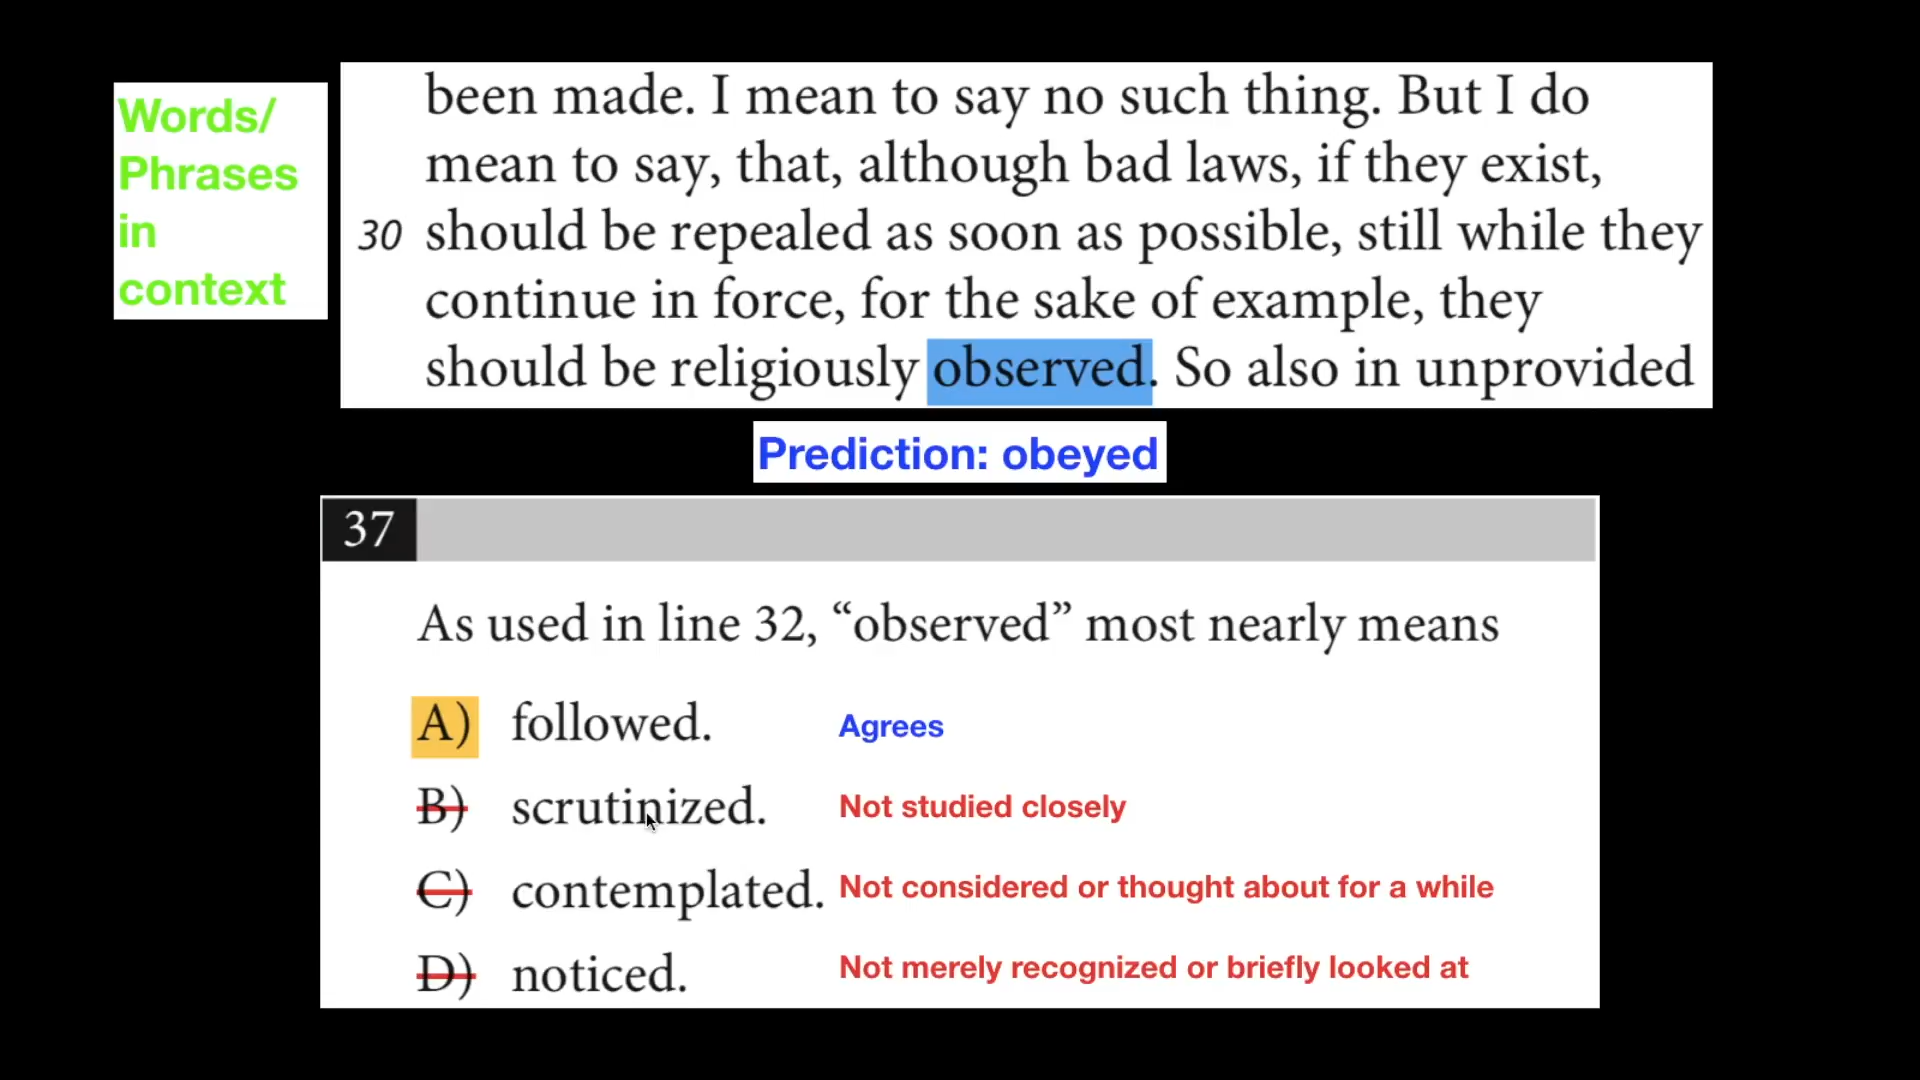 Words/
Phrases
in
context
been made. I mean to say no such thing. But I do
mean to say, that, although bad laws, if they exist,
30 should be repealed as soon as possible, still while they
continue in force, for the sake of example, they
should be religiously observed. So also in unprovided
Prediction: obeyed
37
As used in line 32, “observed” most nearly means
A) followed. Agrees
B) scrutinized. Not studied closely
C) contemplated. Not considered or thought about for a while
D) noticed. Not merely recognized or briefly looked at